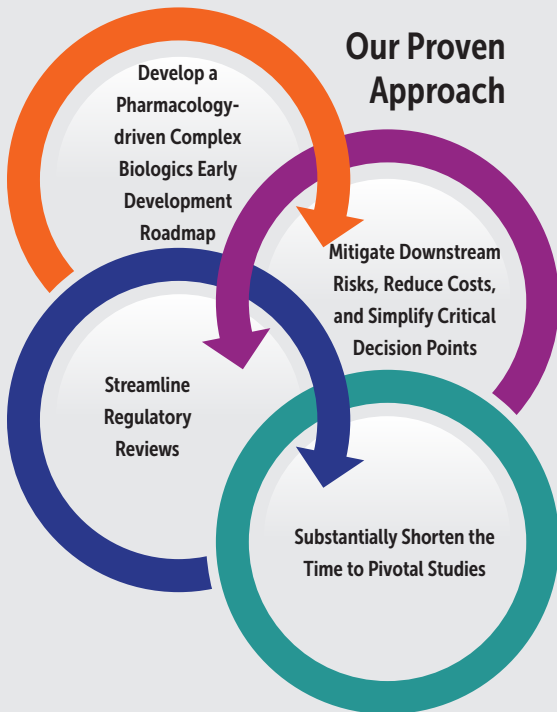 Our Proven
Approach
Develop a
Pharmacology-
driven Complex
Biologics Early
Development
Roadmap
Mitigate Downstream
Risks, Reduce Costs,
and Simplify Critical
Decision Points
Streamline
Regulatory
Reviews
Substantially Shorten the
Time to Pivotal Studies